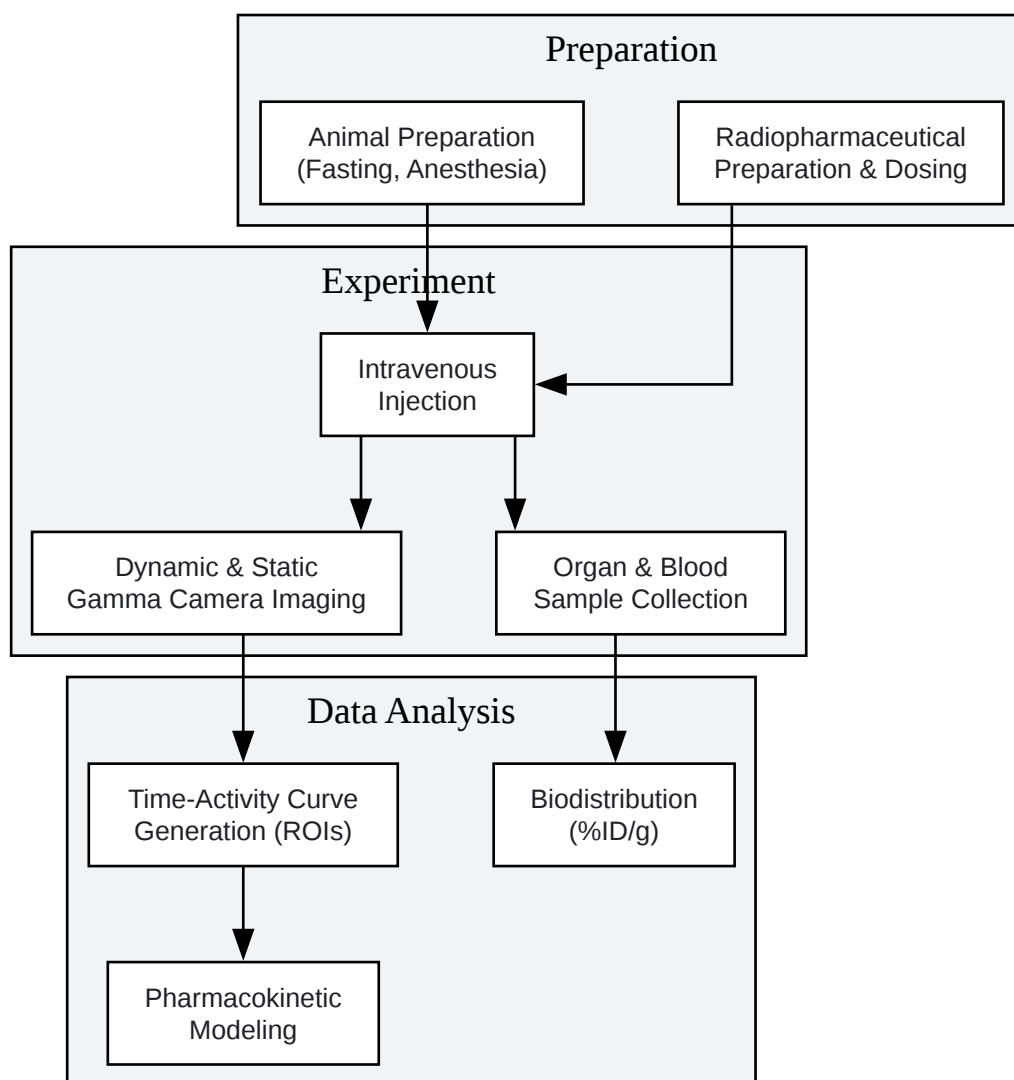 Preparation
Animal Preparation
(Fasting, Anesthesia)
Radiopharmaceutical
Preparation & Dosing
Experiment
Intravenous
Injection
Dynamic & Static
Gamma Camera Imaging
Organ & Blood
Sample Collection
Data Analysis
Time-Activity Curve
Generation (ROIs)
Biodistribution
(%ID/g)
Pharmacokinetic
Modeling